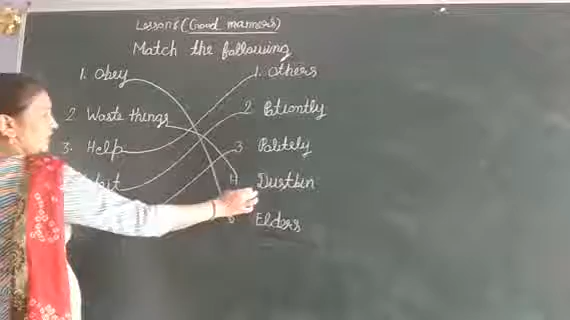 Lesson 8 (Good manners)
Match the following
1. Obey 1. Others
2 Waste things 2. Patiently
3. Help 3. Politely
4 Dustbin
Elders